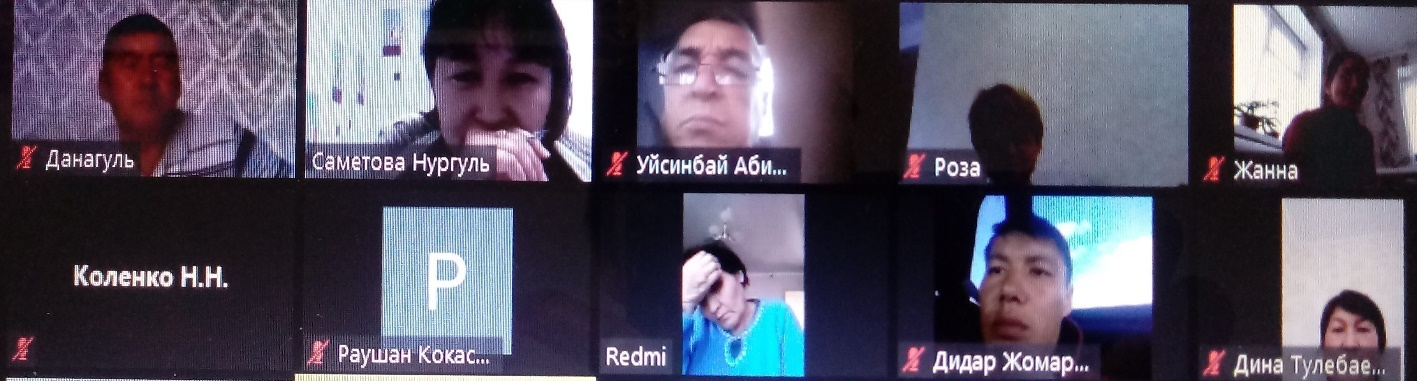 Данагуль
Саметова Нургуль
Уйсинбай Аби...
Роза
Жанна
Коленко Н.Н.
Р
Раушан Кокас...
Redmi
Дидар Жомар...
Дина Тулебае...